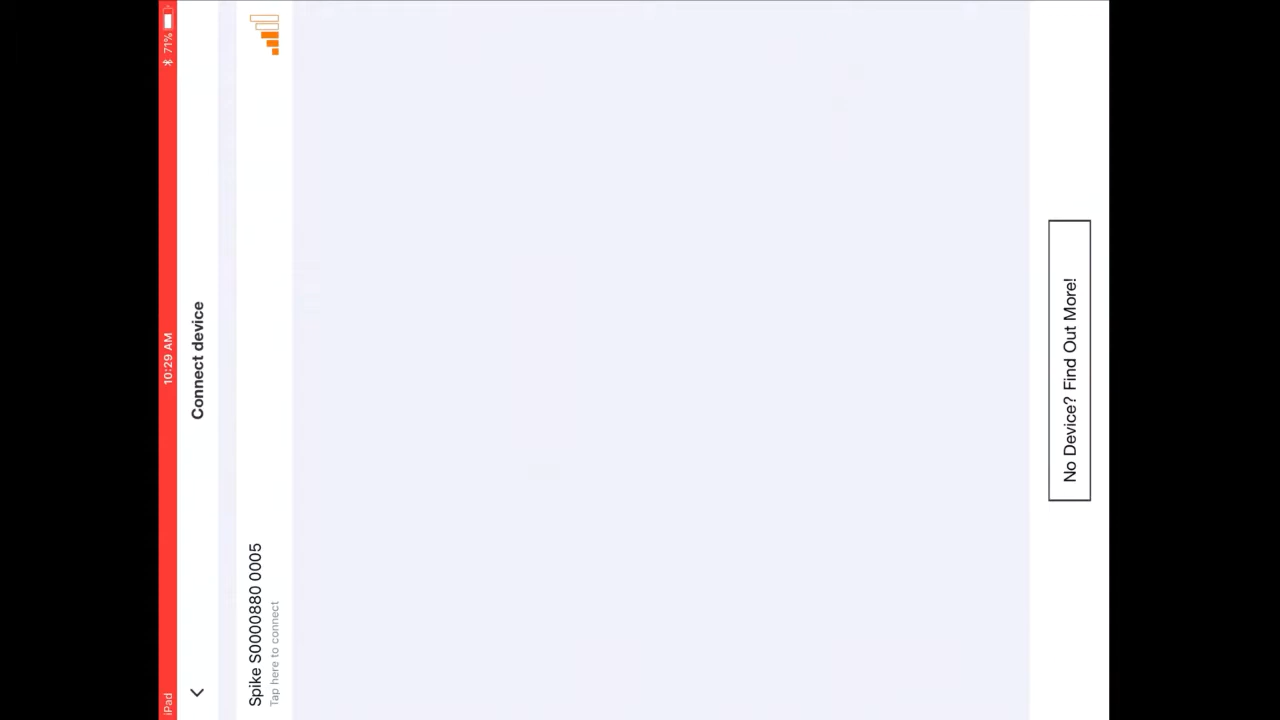 iPad 10:29 AM 71%
Connect device
Spike S0000880 0005
Tap here to connect
No Device? Find Out More!